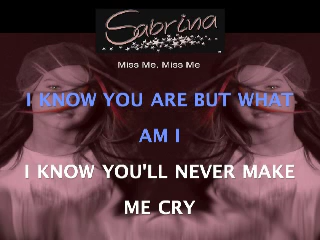 Sabrina
Miss Me, Miss Me
I KNOW YOU ARE BUT WHAT
AM I
I KNOW YOU'LL NEVER MAKE
ME CRY